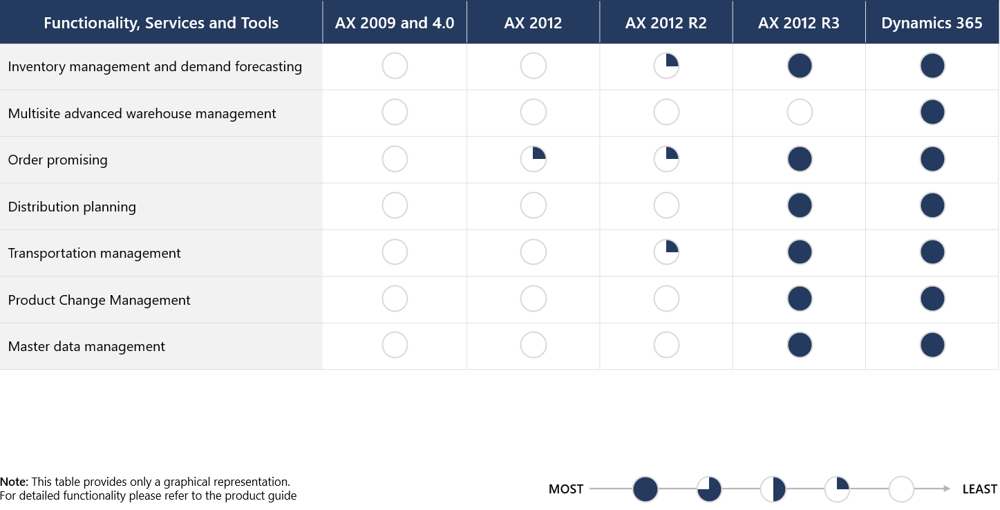 Functionality, Services and Tools AX 2009 and 4.0 AX 2012 AX 2012 R2 AX 2012 R3 Dynamics 365
Inventory management and demand forecasting
Multisite advanced warehouse management
Order promising
Distribution planning
Transportation management
Product Change Management
Master data management
Note: This table provides only a graphical representation.
For detailed functionality please refer to the product guide
MOST LEAST